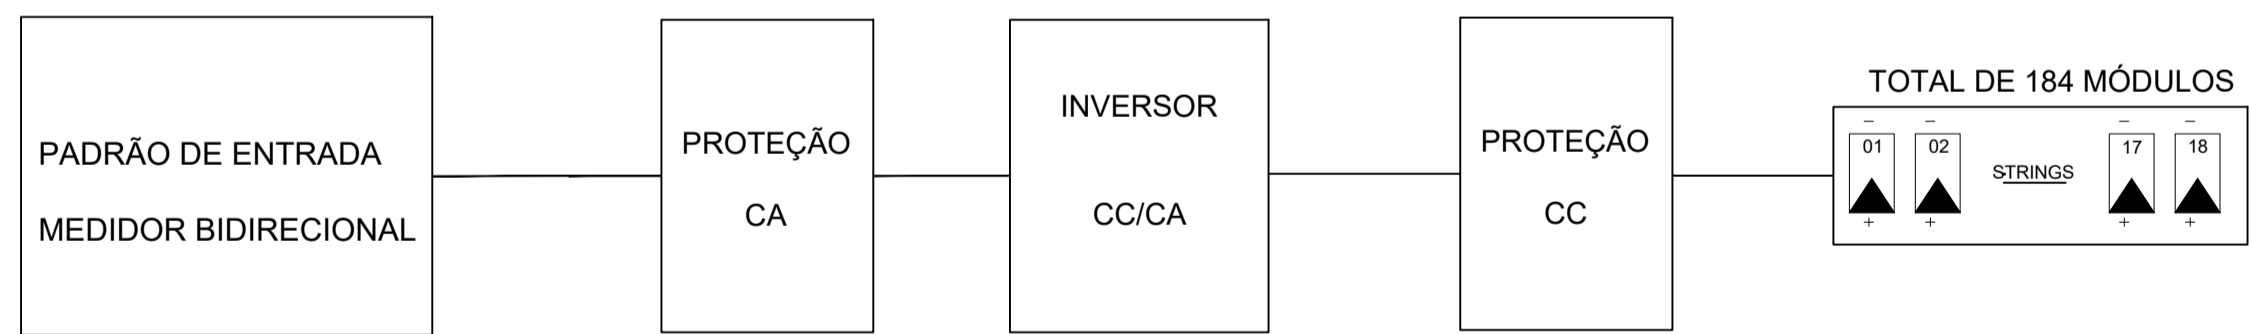 PADRÃO DE ENTRADA
MEDIDOR BIDIRECIONAL
PROTEÇÃO
CA
INVERSOR
CC/CA
PROTEÇÃO
CC
TOTAL DE 184 MÓDULOS
− − − −
01 02 17 18
STRINGS
+ + + +